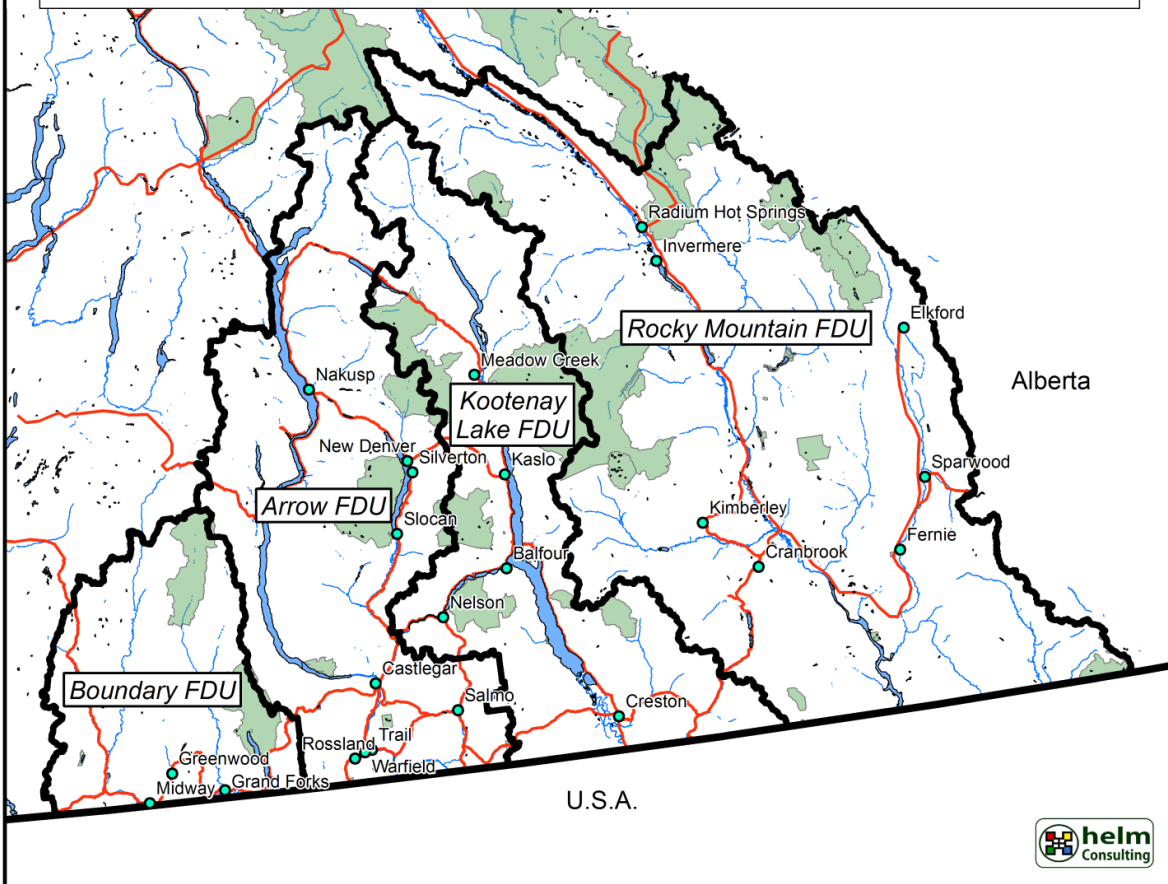 Radium Hot Springs
Invermere
Elkford
Rocky Mountain FDU
Meadow Creek
Alberta
Nakusp
Kootenay
Lake FDU
New Denver
Silverton
Kaslo
Sparwood
Arrow FDU
Kimberley
Slocan
Fernie
Balfour
Cranbrook
Nelson
Castlegar
Boundary FDU
Salmo
Creston
Trail
Rossland
Greenwood
Warfield
Midway
Grand Forks
U.S.A.
helm
Consulting